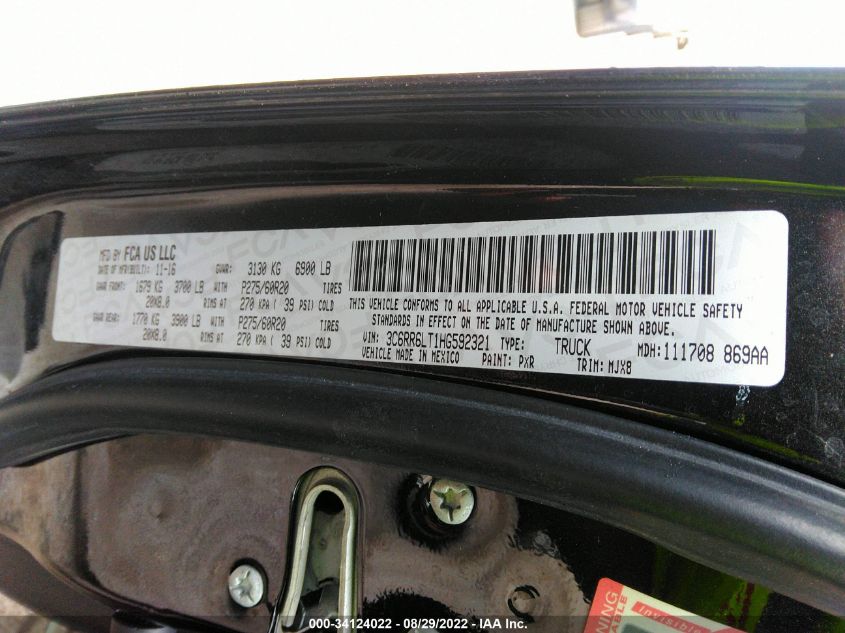 MFD BY FCA US LLC
DATE OF MFR(BUILT): 11-16 GVWR: 3130 KG 6900 LB
GAWR FRONT: 1679 KG 3700 LB WITH P275/60R20 TIRES
20X8.0 RIMS AT 270 KPA ( 39 PSI) COLD
GAWR REAR: 1770 KG 3900 LB WITH P275/60R20 TIRES
20X8.0 RIMS AT 270 KPA ( 39 PSI) COLD
THIS VEHICLE CONFORMS TO ALL APPLICABLE U.S.A. FEDERAL MOTOR VEHICLE SAFETY
STANDARDS IN EFFECT ON THE DATE OF MANUFACTURE SHOWN ABOVE.
VIN: 3C6RR6LT1HG592321 TYPE: TRUCK MDH:111708 869AA
VEHICLE MADE IN MEXICO PAINT: PXR TRIM: MJX8
Invisible
000-34124022 - 08/29/2022 - IAA Inc.